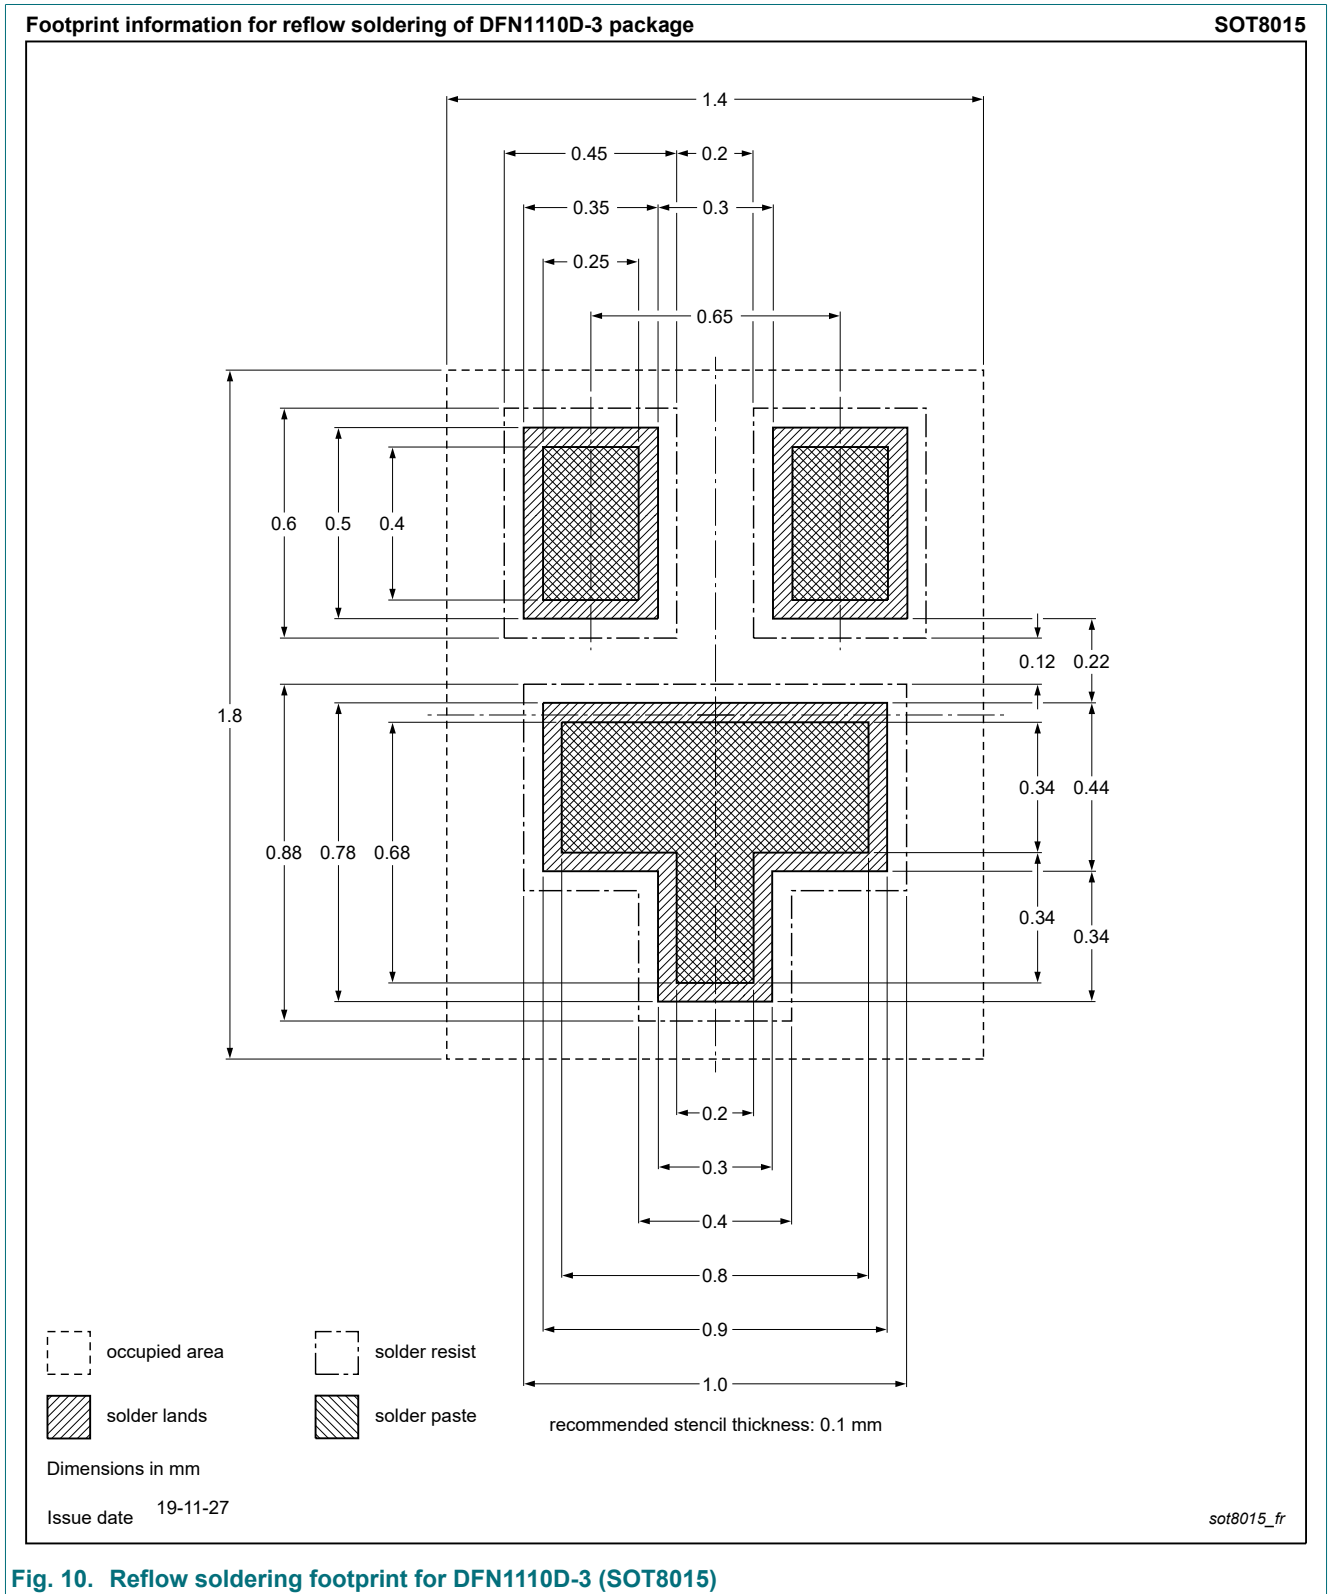 Footprint information for reflow soldering of DFN1110D-3 package SOT8015
1.4
0.45 0.2
0.35 0.3
0.25
0.65
0.6 0.5 0.4
0.12 0.22
1.8
0.34 0.44
0.88 0.78 0.68
0.34
0.34
0.2
0.3
0.4
0.8
0.9
1.0
occupied area solder resist
solder lands solder paste
recommended stencil thickness: 0.1 mm
Dimensions in mm
Issue date 19-11-27
sot8015_fr
Fig. 10. Reflow soldering footprint for DFN1110D-3 (SOT8015)